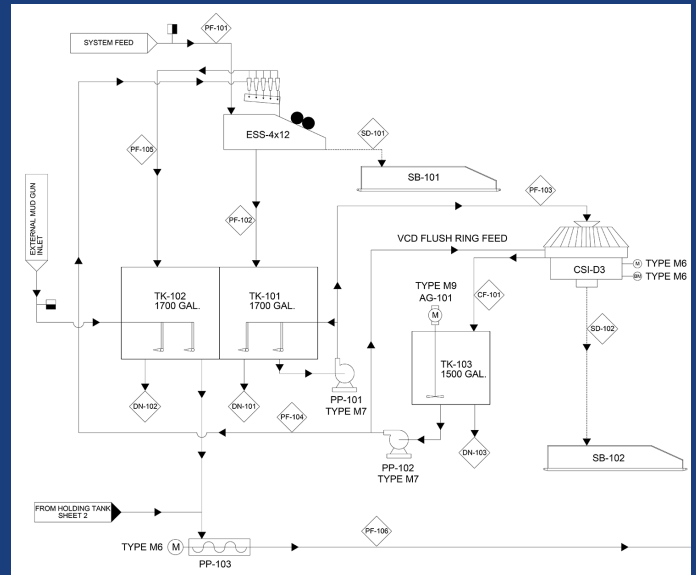 PF-101
SYSTEM FEED
ESS-4x12
SD-101
PF-105
SB-101
PF-103
EXTERNAL MUD GUN
INLET
PF-102
VCD FLUSH RING FEED
CSI-D3
M
TYPE M6
BM
TYPE M6
TK-102
1700 GAL.
TK-101
1700 GAL.
TYPE M9
AG-101
M
CF-101
SD-102
TK-103
1500 GAL.
PP-101
TYPE M7
DN-102
DN-101
PF-104
DN-103
PP-102
TYPE M7
SB-102
FROM HOLDING TANK
SHEET 2
PF-106
TYPE M6
M
PP-103